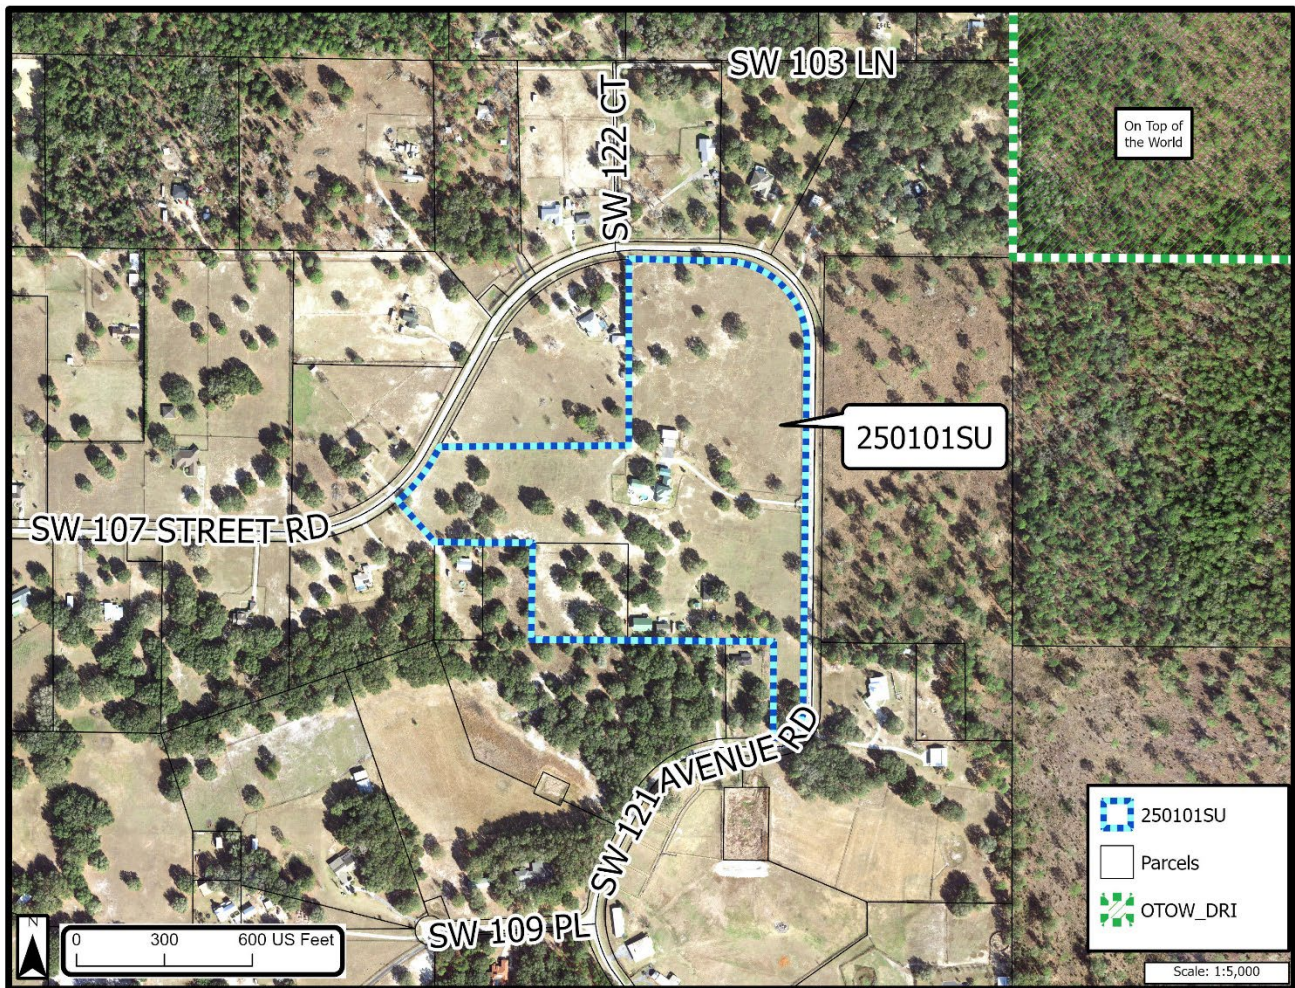 SW 103 LN
SW 122 CT
On Top of
the World
250101SU
SW 107 STREET RD
SW 121 AVENUE RD
SW 109 PL
250101SU
Parcels
OTOW_DRI
N
0 300 600 US Feet
Scale: 1:5,000